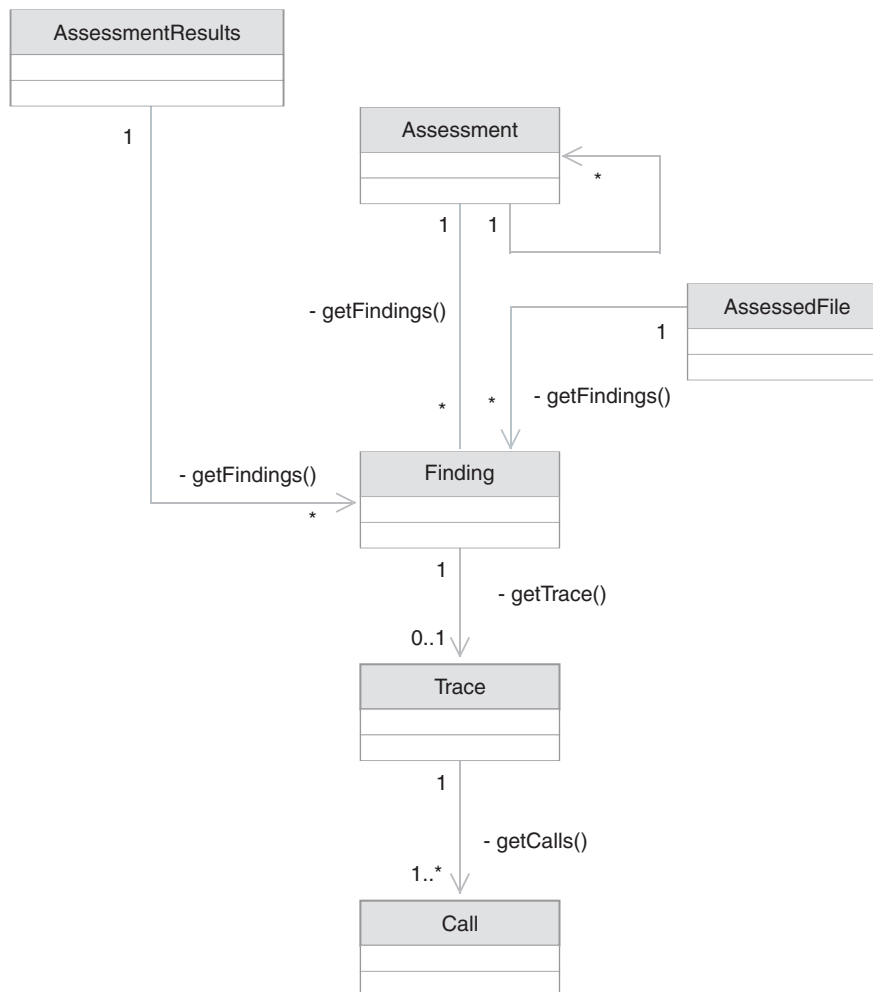 AssessmentResults
1
Assessment
*
1
1
- getFindings()
AssessedFile
1
*
*
- getFindings()
- getFindings()
*
Finding
1
- getTrace()
0..1
Trace
1
- getCalls()
1..*
Call